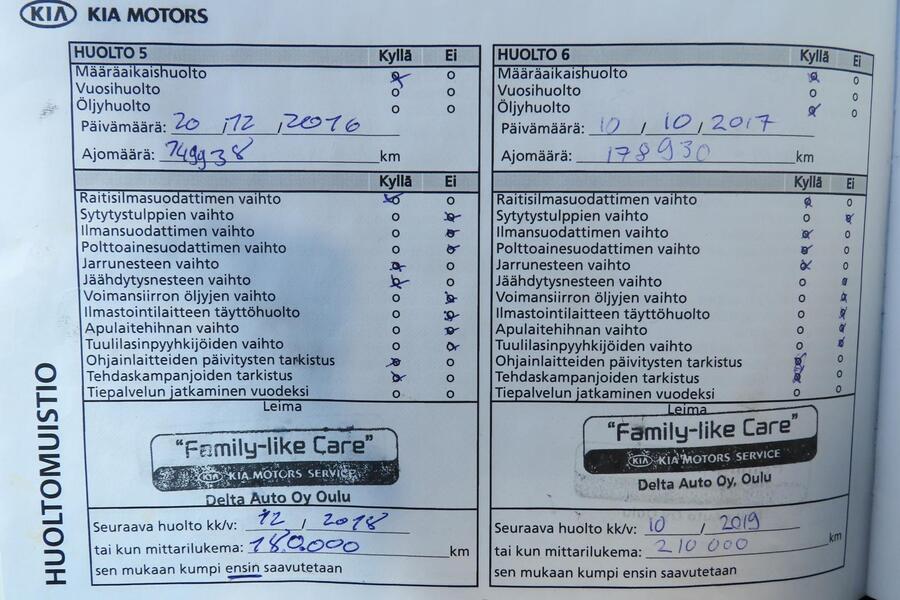 KIA KIA MOTORS
HUOLTOMUISTIO
HUOLTO 5 Kyllä Ei
Määräaikaishuolto
Vuosihuolto
Öljyhuolto
Päivämäärä: 20 / 12 / 2016
Ajomäärä: 149938 km
Kyllä Ei
Raitisilmasuodattimen vaihto
Sytytystulppien vaihto
Ilmansuodattimen vaihto
Polttoainesuodattimen vaihto
Jarrunesteen vaihto
Jäähdytysnesteen vaihto
Voimansiirron öljyjen vaihto
Ilmastointilaitteen täyttöhuolto
Apulaitehihnan vaihto
Tuulilasinpyyhkijöiden vaihto
Ohjainlaitteiden päivitysten tarkistus
Tehdaskampanjoiden tarkistus
Tiepalvelun jatkaminen vuodeksi
Leima
"Family-like Care"
KIA KIA MOTORS SERVICE
Delta Auto Oy Oulu
Seuraava huolto kk/v: 12 / 2018
tai kun mittarilukema: 180.000 km
sen mukaan kumpi ensin saavutetaan
HUOLTO 6 Kyllä Ei
Määräaikaishuolto
Vuosihuolto
Öljyhuolto
Päivämäärä: 10 / 10 / 2017
Ajomäärä: 178930 km
Kyllä Ei
Raitisilmasuodattimen vaihto
Sytytystulppien vaihto
Ilmansuodattimen vaihto
Polttoainesuodattimen vaihto
Jarrunesteen vaihto
Jäähdytysnesteen vaihto
Voimansiirron öljyjen vaihto
Ilmastointilaitteen täyttöhuolto
Apulaitehihnan vaihto
Tuulilasinpyyhkijöiden vaihto
Ohjainlaitteiden päivitysten tarkistus
Tehdaskampanjoiden tarkistus
Tiepalvelun jatkaminen vuodeksi
Leima
"Family-like Care"
KIA KIA MOTORS SERVICE
Delta Auto Oy, Oulu
Seuraava huolto kk/v: 10 / 2019
tai kun mittarilukema: 210000 km
sen mukaan kumpi ensin saavutetaan